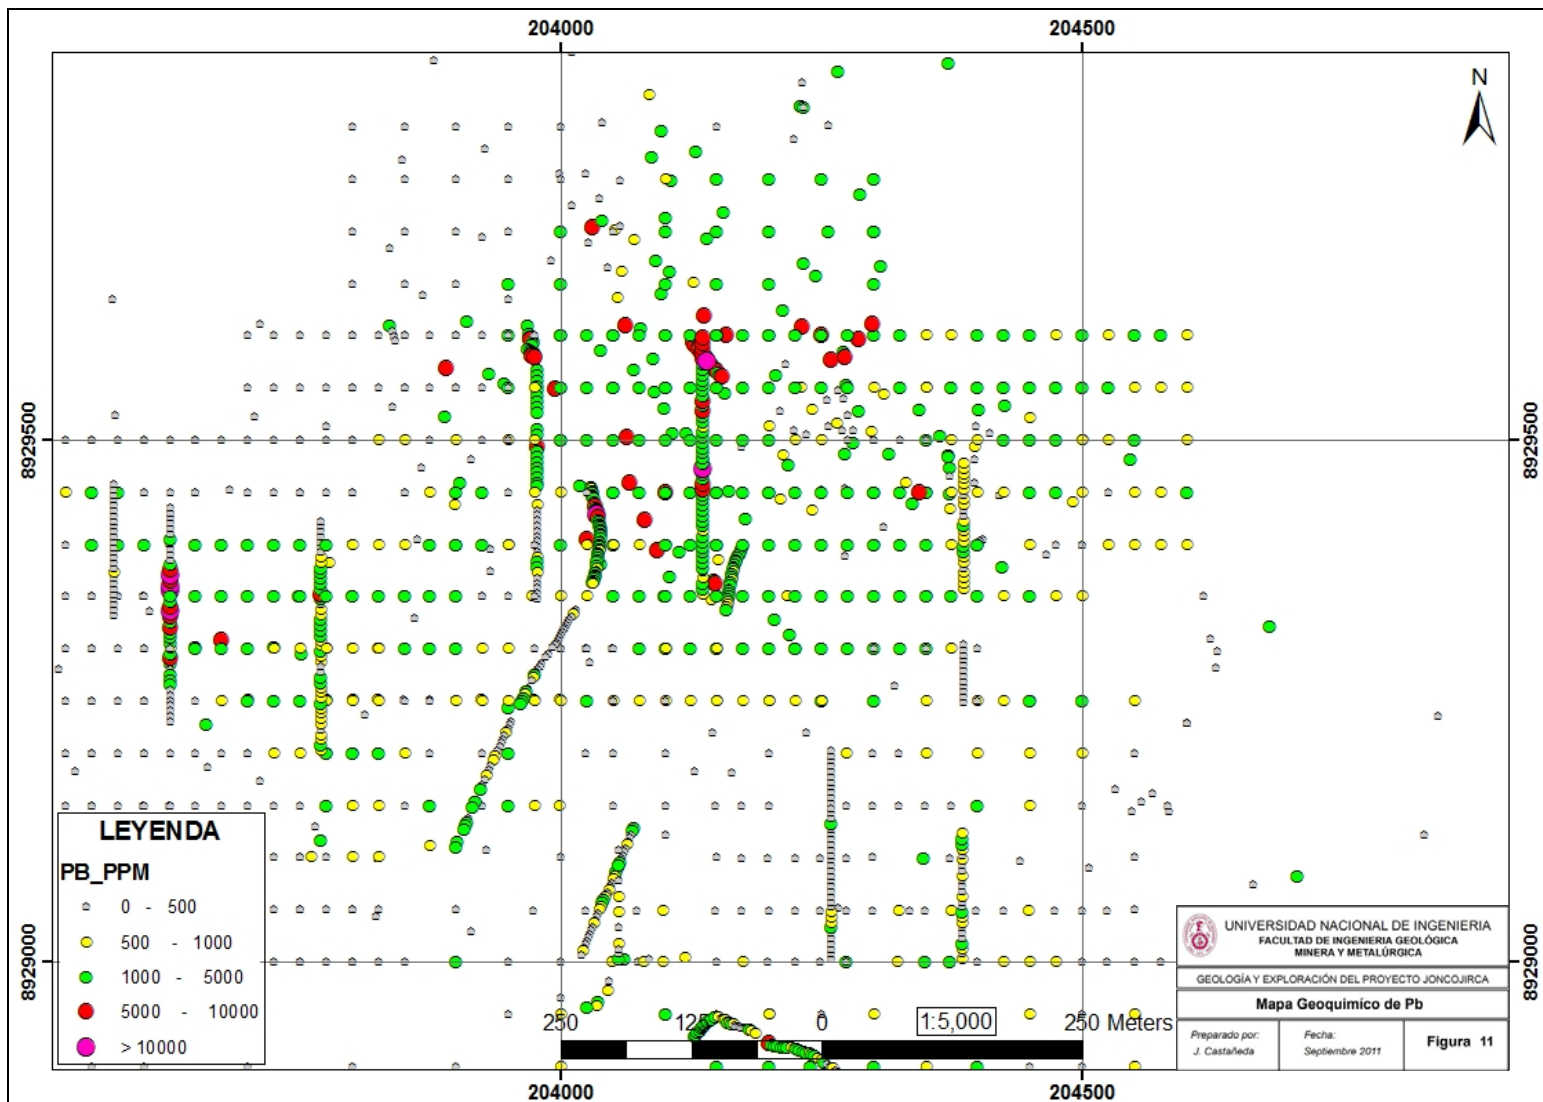 204000
204500
N
8929500
8929500
LEYENDA
PB_PPM
0 - 500
500 - 1000
1000 - 5000
5000 - 10000
> 10000
8929000
8929000
250
125
0
1:5,000
250 Meters
UNIVERSIDAD NACIONAL DE INGENIERIA
FACULTAD DE INGENIERIA GEOLÓGICA
MINERA Y METALÚRGICA
GEOLOGÍA Y EXPLORACIÓN DEL PROYECTO JONCOJIRCA
Mapa Geoquimíco de Pb
Preparado por:
J. Castañeda
Fecha:
Septiembre 2011
Figura 11
204000
204500